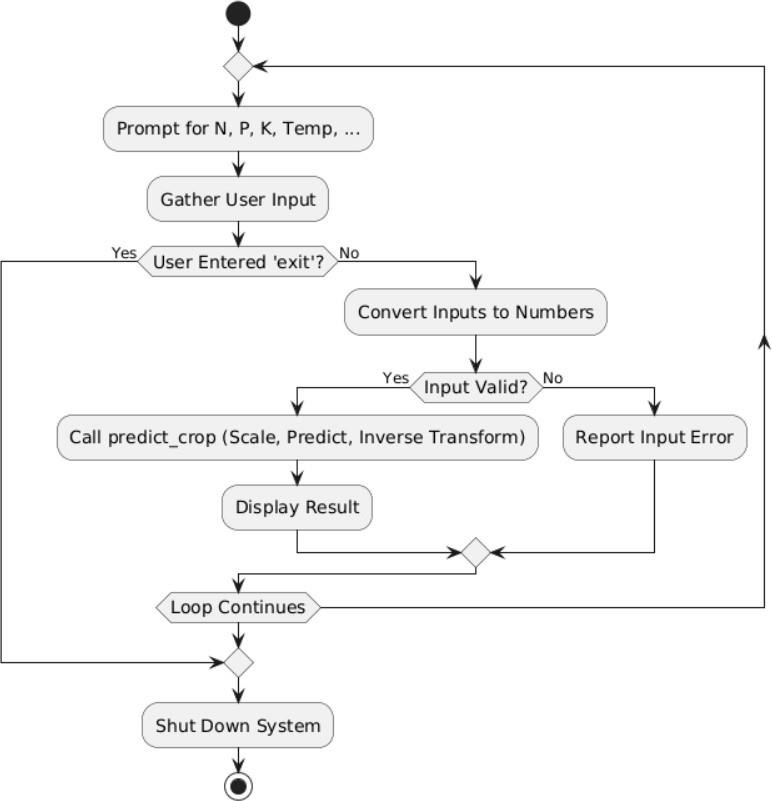 Prompt for N, P, K, Temp, ...
Gather User Input
Yes
User Entered 'exit'?
No
Convert Inputs to Numbers
Yes
Input Valid?
No
Call predict_crop (Scale, Predict, Inverse Transform)
Report Input Error
Display Result
Loop Continues
Shut Down System